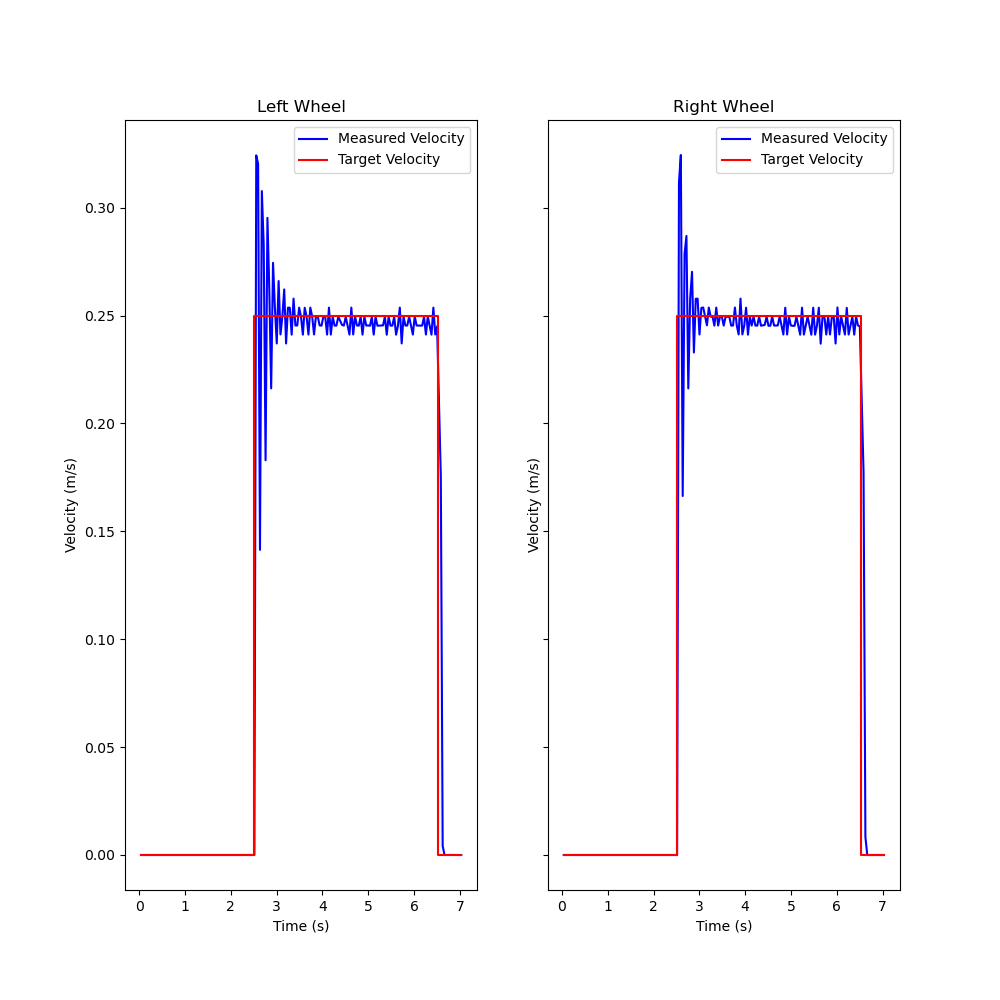 Left Wheel
Measured Velocity
Target Velocity
Velocity (m/s)
0.30
0.25
0.20
0.15
0.10
0.05
0.00
0 1 2 3 4 5 6 7
Time (s)
Right Wheel
Measured Velocity
Target Velocity
Velocity (m/s)
0 1 2 3 4 5 6 7
Time (s)